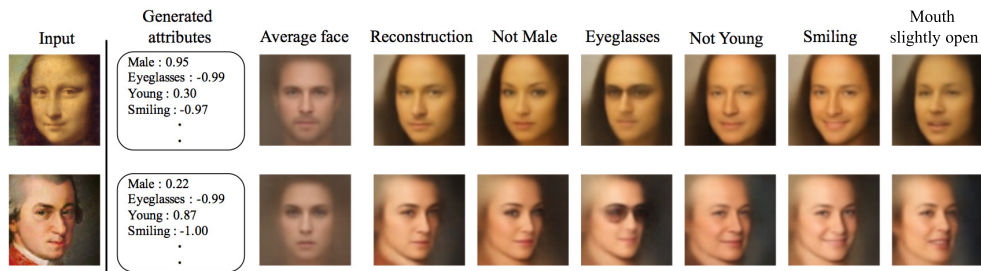 Input
Generated
attributes
Average face
Reconstruction
Not Male
Eyeglasses
Not Young
Smiling
Mouth
slightly open
Male : 0.95
Eyeglasses : -0.99
Young : 0.30
Smiling : -0.97
.
.
Male : 0.22
Eyeglasses : -0.99
Young : 0.87
Smiling : -1.00
.
.